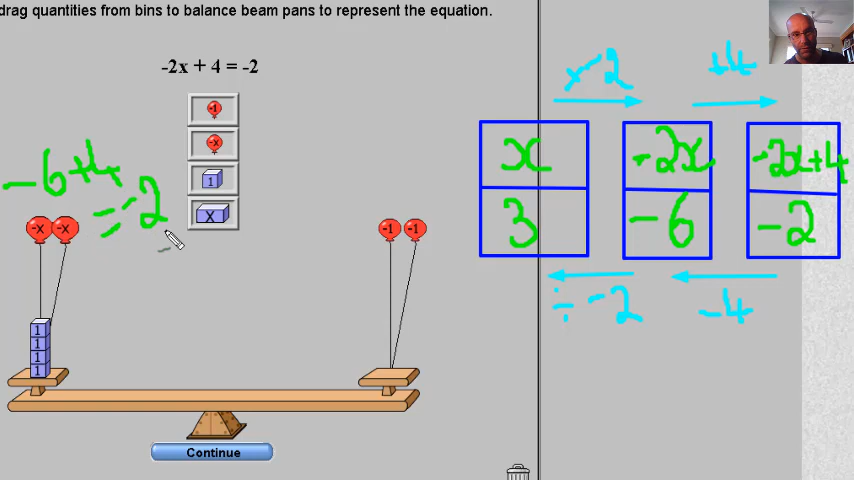 drag quantities from bins to balance beam pans to represent the equation.
-2x + 4 = -2
-1
-x
1
X
-6+4
=-2
-x -x
-1 -1
1
1
1
1
Continue
×-2 +4
x -2x -2x+4
3 -6 -2
÷-2 -4